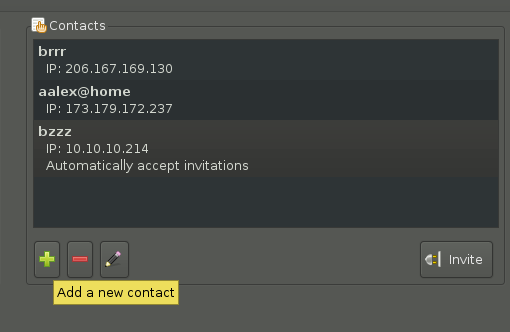 Contacts
brrr
IP: 206.167.169.130
aalex@home
IP: 173.179.172.237
bzzz
IP: 10.10.10.214
Automatically accept invitations
Invite
Add a new contact